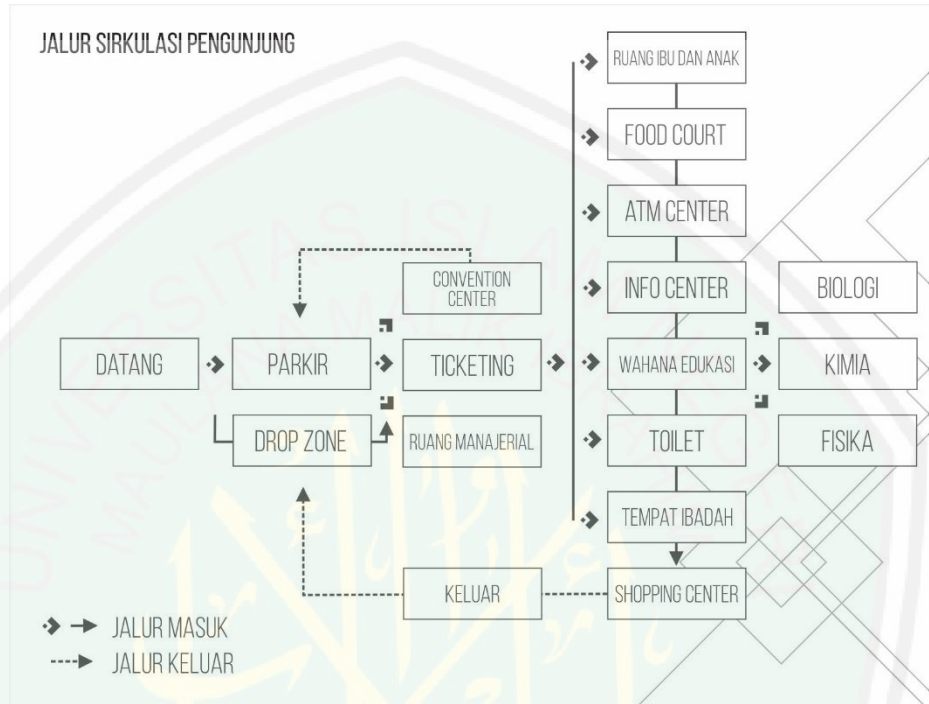 JALUR SIRKULASI PENGUNJUNG
RUANG IBU DAN ANAK
FOOD COURT
ATM CENTER
CONVENTION
CENTER
INFO CENTER
BIOLOGI
DATANG
PARKIR
TICKETING
WAHANA EDUKASI
KIMIA
DROP ZONE
RUANG MANAJERIAL
TOILET
FISIKA
TEMPAT IBADAH
KELUAR
SHOPPING CENTER
JALUR MASUK
JALUR KELUAR